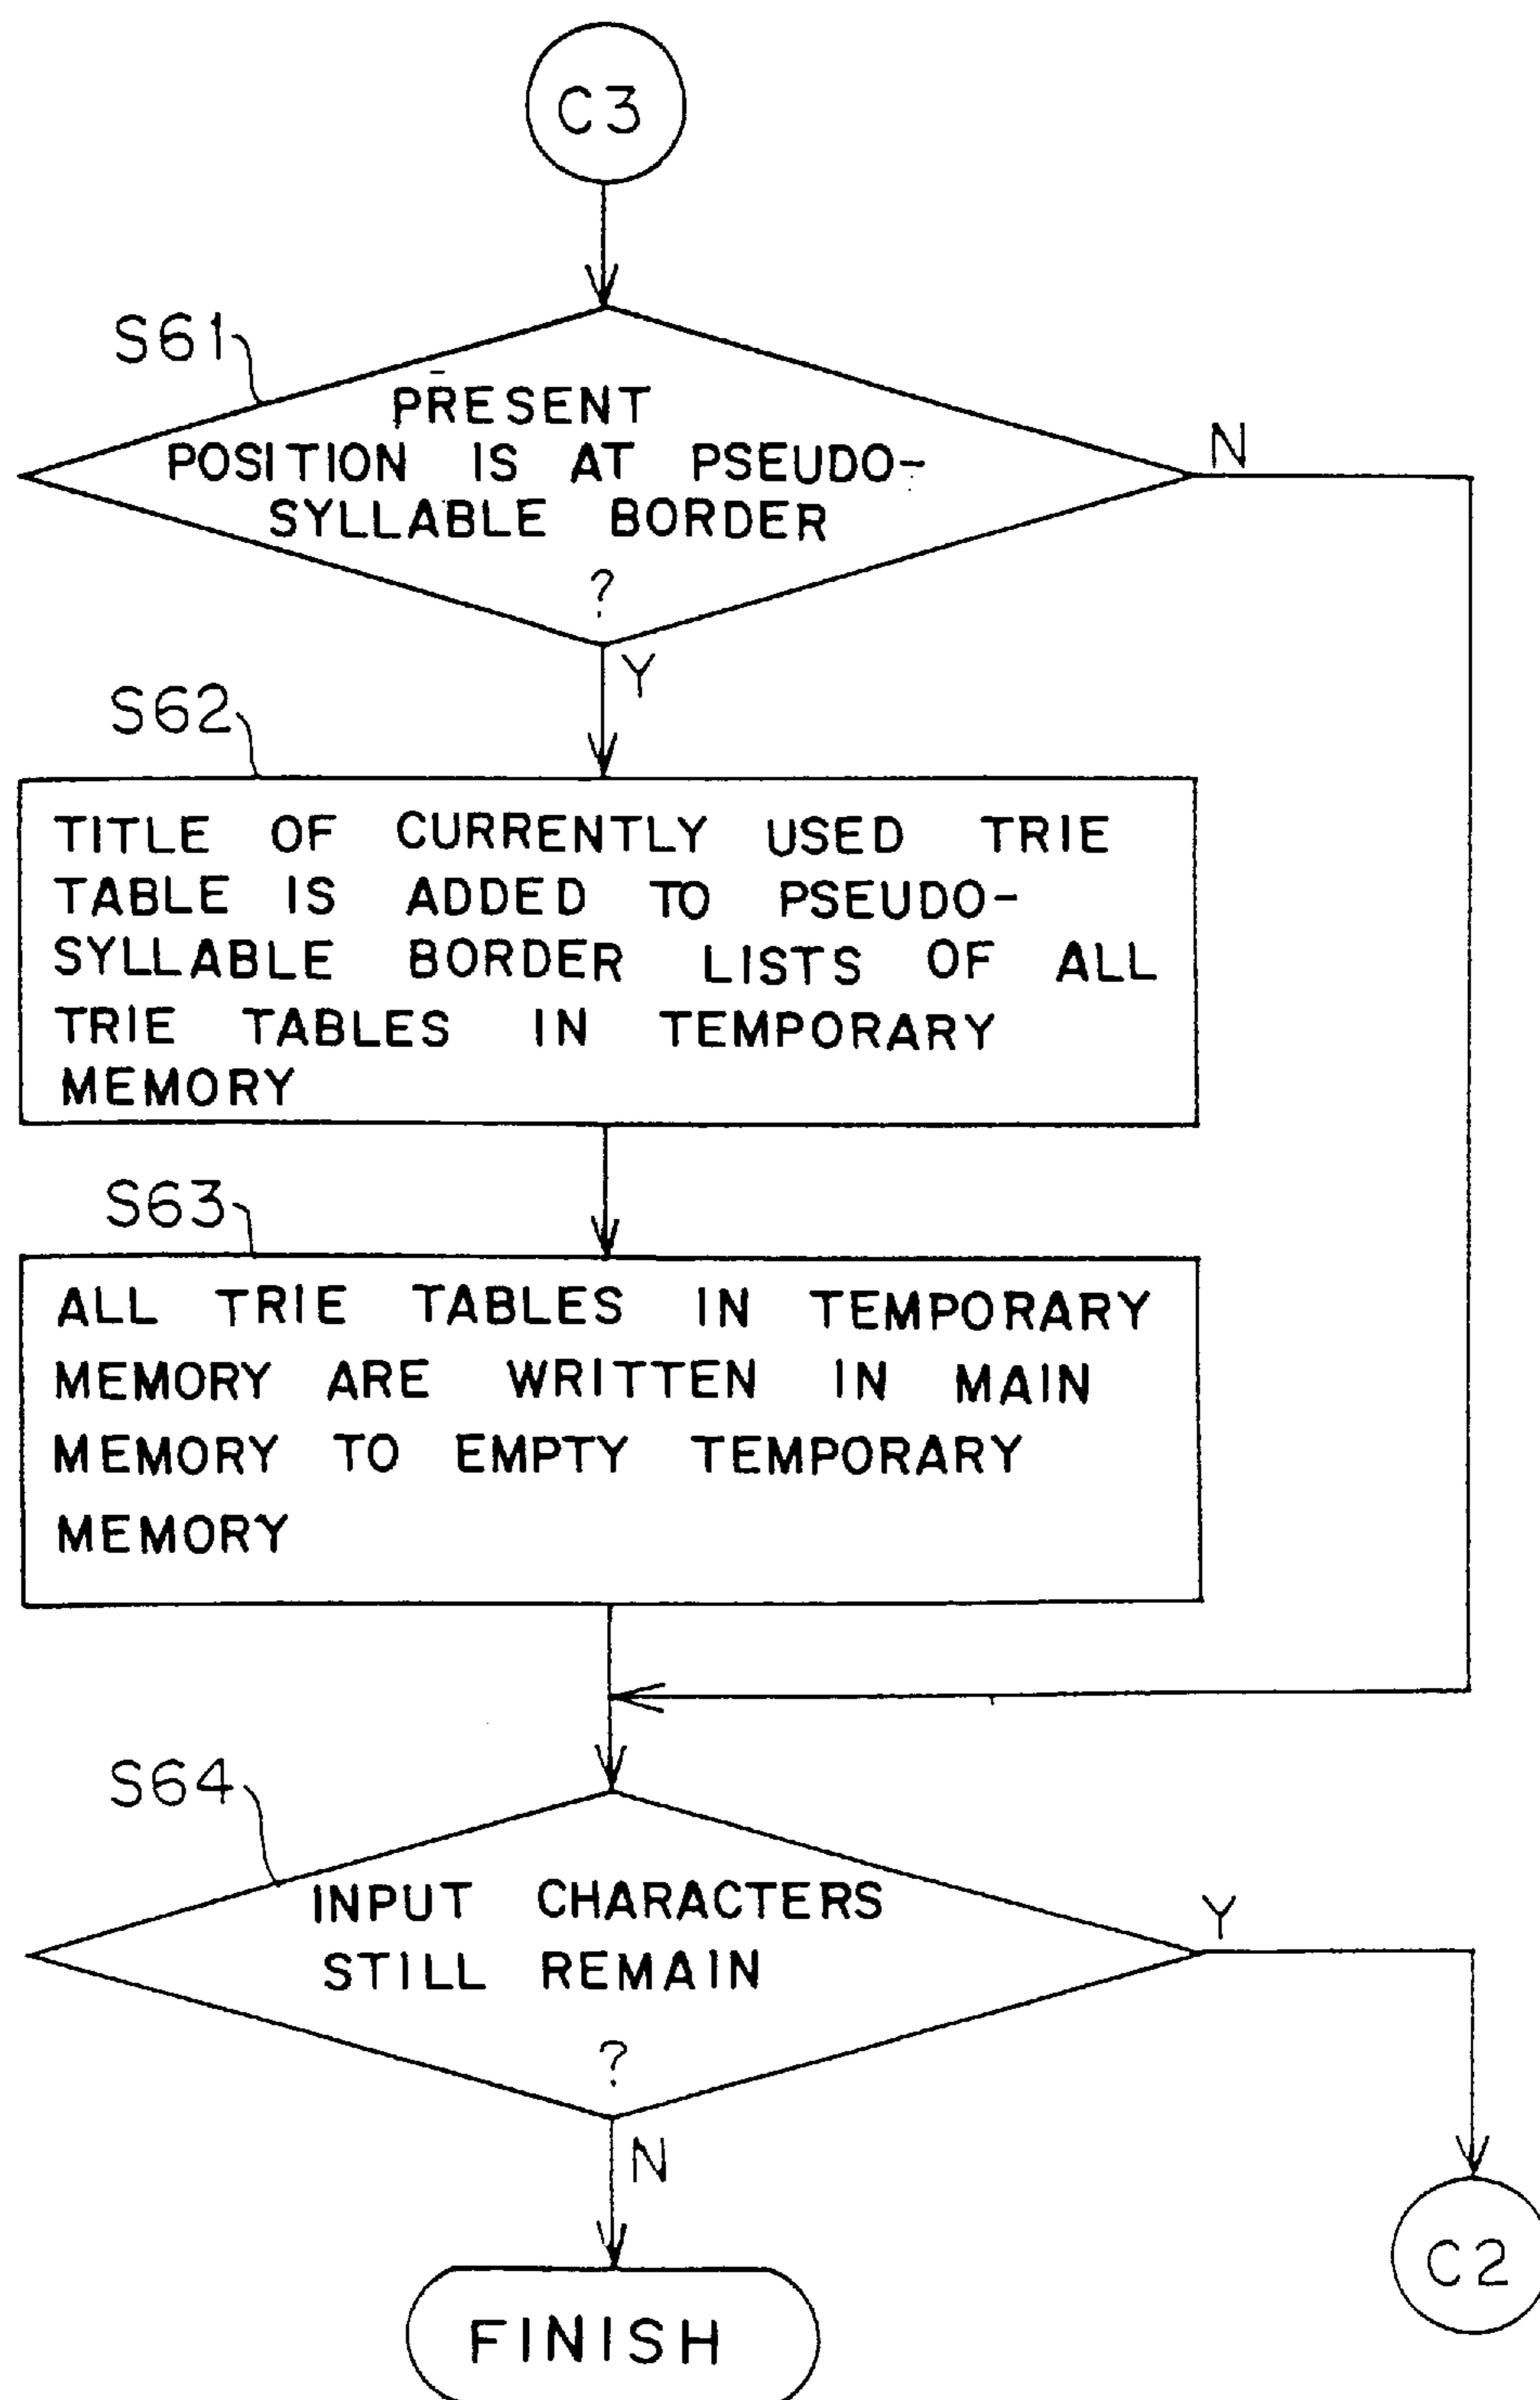 C3
S61
PRESENT
POSITION IS AT PSEUDO-
SYLLABLE BORDER
?
N
Y
S62
TITLE OF CURRENTLY USED TRIE
TABLE IS ADDED TO PSEUDO-
SYLLABLE BORDER LISTS OF ALL
TRIE TABLES IN TEMPORARY
MEMORY
S63
ALL TRIE TABLES IN TEMPORARY
MEMORY ARE WRITTEN IN MAIN
MEMORY TO EMPTY TEMPORARY
MEMORY
S64
INPUT CHARACTERS
STILL REMAIN
?
Y
N
C2
FINISH